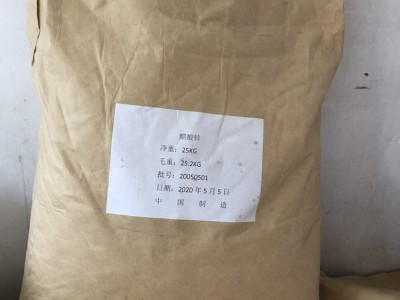 醋酸锌
净重：25KG
毛重：25.2KG
批号：20050501
日期：2020 年 5 月 5 日
中 国 制 造